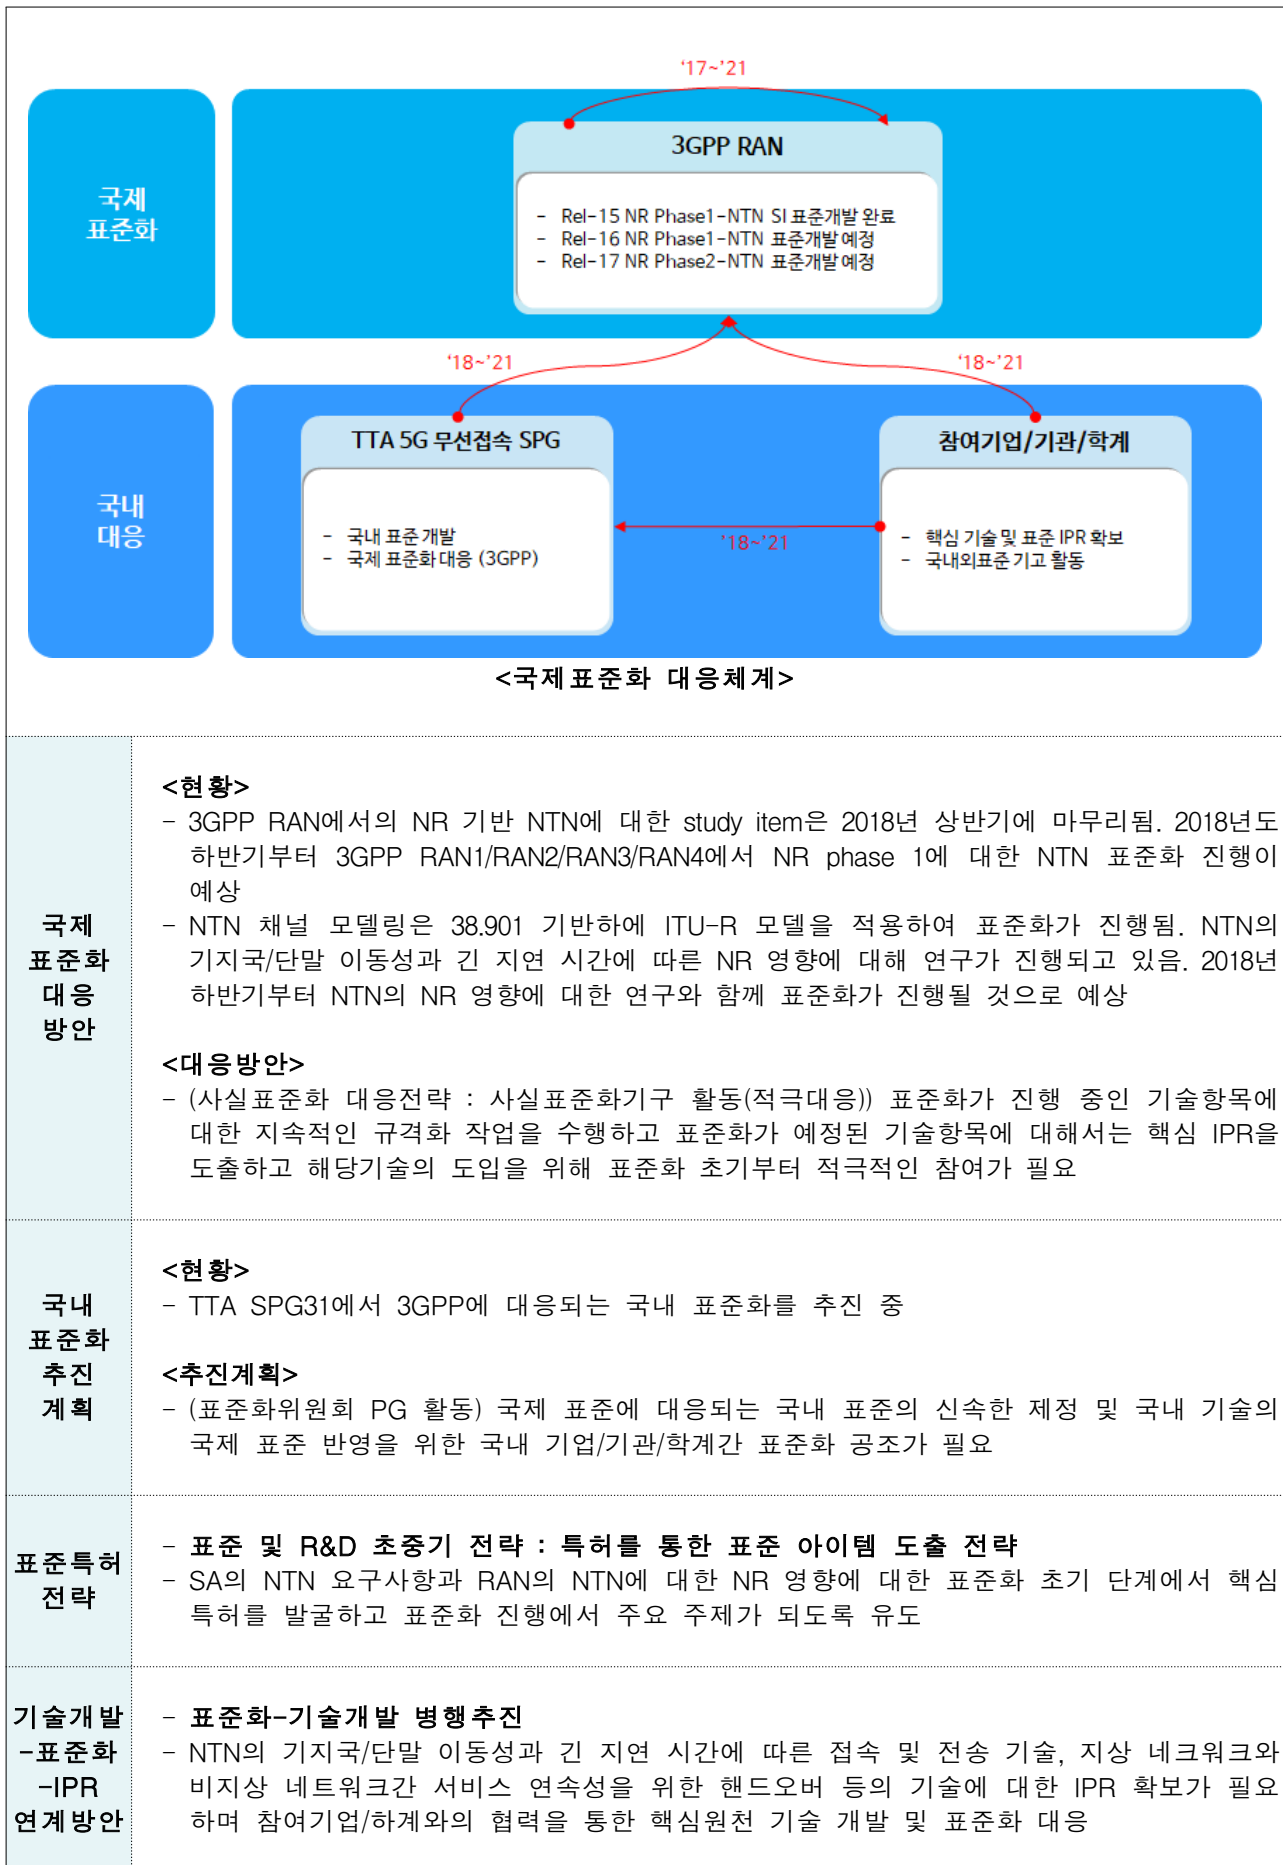 '17~'21
국제
표준화
3GPP RAN
- Rel-15 NR Phase1-NTN SI 표준개발 완료
- Rel-16 NR Phase1-NTN 표준개발 예정
- Rel-17 NR Phase2-NTN 표준개발 예정
'18~'21
'18~'21
국내
대응
TTA 5G 무선접속 SPG
- 국내 표준 개발
- 국제 표준화 대응 (3GPP)
'18~'21
참여기업/기관/학계
- 핵심 기술 및 표준 IPR 확보
- 국내외표준 기고 활동
<국제표준화 대응체계>
국제
표준화
대응
방안
<현황>
- 3GPP RAN에서의 NR 기반 NTN에 대한 study item은 2018년 상반기에 마무리됨. 2018년도
하반기부터 3GPP RAN1/RAN2/RAN3/RAN4에서 NR phase 1에 대한 NTN 표준화 진행이
예상
- NTN 채널 모델링은 38.901 기반하에 ITU-R 모델을 적용하여 표준화가 진행됨. NTN의
기지국/단말 이동성과 긴 지연 시간에 따른 NR 영향에 대해 연구가 진행되고 있음. 2018년
하반기부터 NTN의 NR 영향에 대한 연구와 함께 표준화가 진행될 것으로 예상
<대응방안>
- (사실표준화 대응전략 : 사실표준화기구 활동(적극대응)) 표준화가 진행 중인 기술항목에
대한 지속적인 규격화 작업을 수행하고 표준화가 예정된 기술항목에 대해서는 핵심 IPR을
도출하고 해당기술의 도입을 위해 표준화 초기부터 적극적인 참여가 필요
국내
표준화
추진
계획
<현황>
- TTA SPG31에서 3GPP에 대응되는 국내 표준화를 추진 중
<추진계획>
- (표준화위원회 PG 활동) 국제 표준에 대응되는 국내 표준의 신속한 제정 및 국내 기술의
국제 표준 반영을 위한 국내 기업/기관/학계간 표준화 공조가 필요
표준특허
전략
- 표준 및 R&D 초중기 전략 : 특허를 통한 표준 아이템 도출 전략
- SA의 NTN 요구사항과 RAN의 NTN에 대한 NR 영향에 대한 표준화 초기 단계에서 핵심
특허를 발굴하고 표준화 진행에서 주요 주제가 되도록 유도
기술개발
-표준화
-IPR
연계방안
- 표준화-기술개발 병행추진
- NTN의 기지국/단말 이동성과 긴 지연 시간에 따른 접속 및 전송 기술, 지상 네크워크와
비지상 네트워크간 서비스 연속성을 위한 핸드오버 등의 기술에 대한 IPR 확보가 필요
하며 참여기업/하계와의 협력을 통한 핵심원천 기술 개발 및 표준화 대응